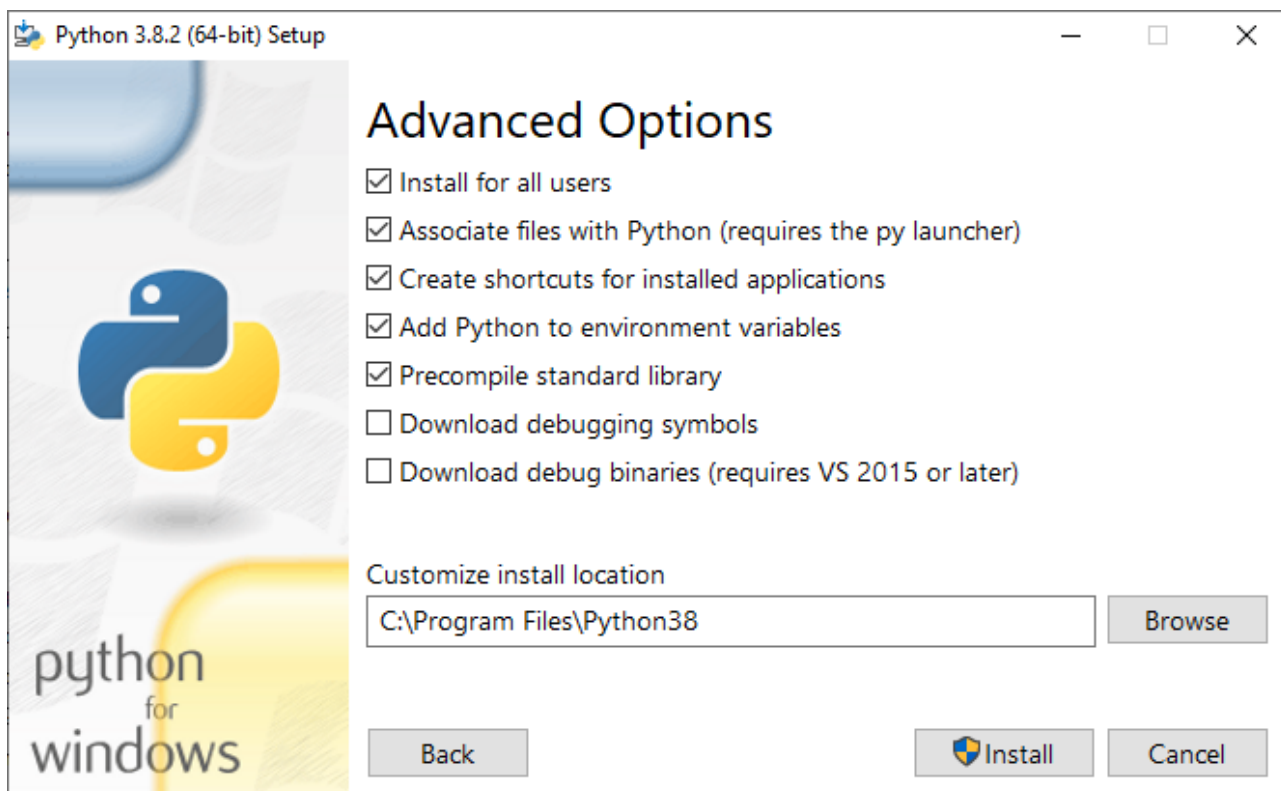 Python 3.8.2 (64-bit) Setup
Advanced Options
Install for all users
Associate files with Python (requires the py launcher)
Create shortcuts for installed applications
Add Python to environment variables
Precompile standard library
Download debugging symbols
Download debug binaries (requires VS 2015 or later)
Customize install location
C:\Program Files\Python38
Browse
python
for
windows
Back
Install
Cancel